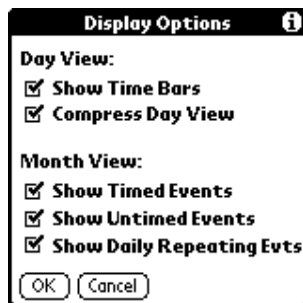 Display Options i
Day View:
Show Time Bars
Compress Day View
Month View:
Show Timed Events
Show Untimed Events
Show Daily Repeating Evts
OK Cancel